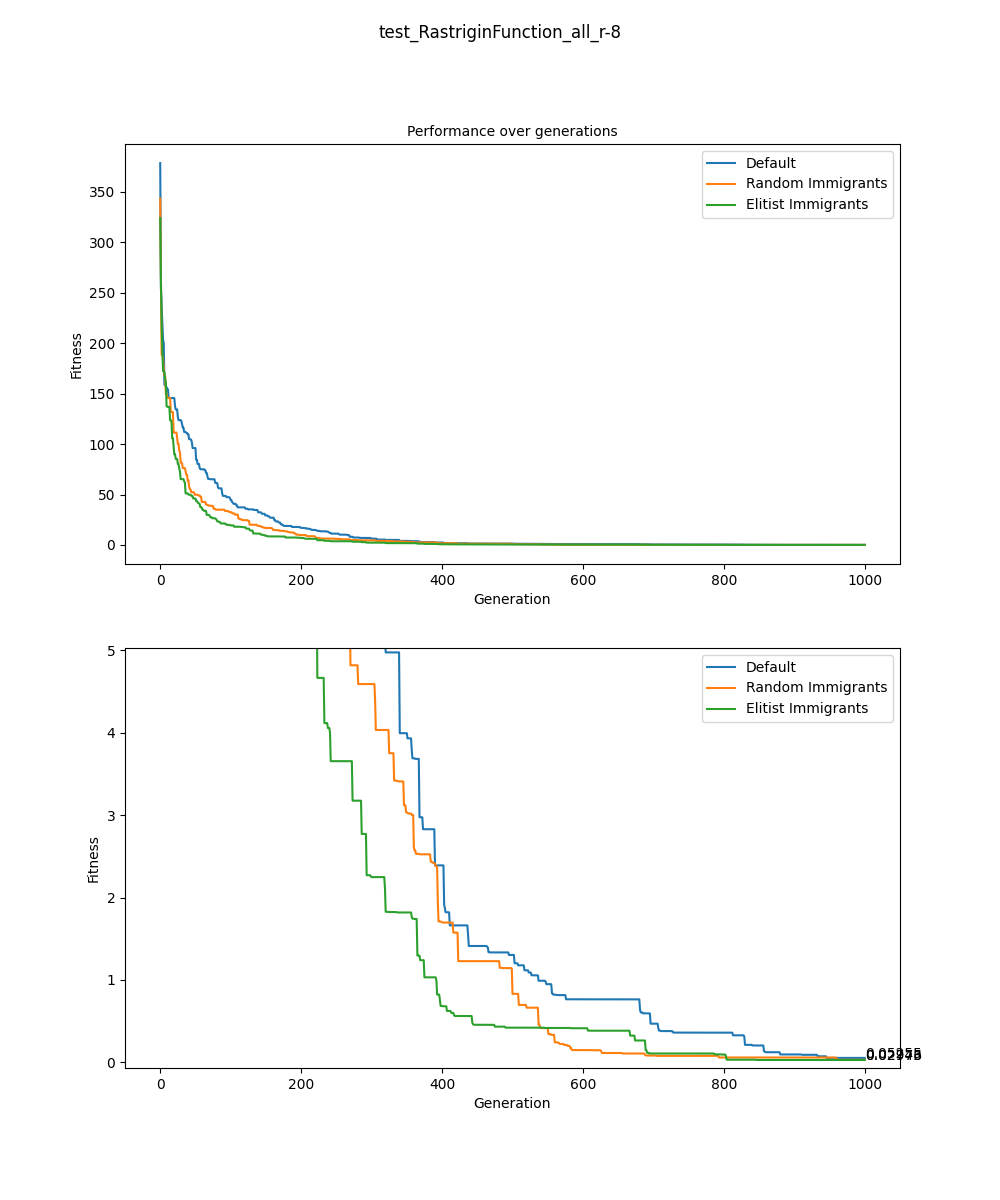 test_RastriginFunction_all_r-8
Performance over generations
Fitness
350
300
250
200
150
100
50
0
Default
Random Immigrants
Elitist Immigrants
0 200 400 600 800 1000
Generation
Fitness
5
4
3
2
1
0
Default
Random Immigrants
Elitist Immigrants
0 200 400 600 800 1000
Generation